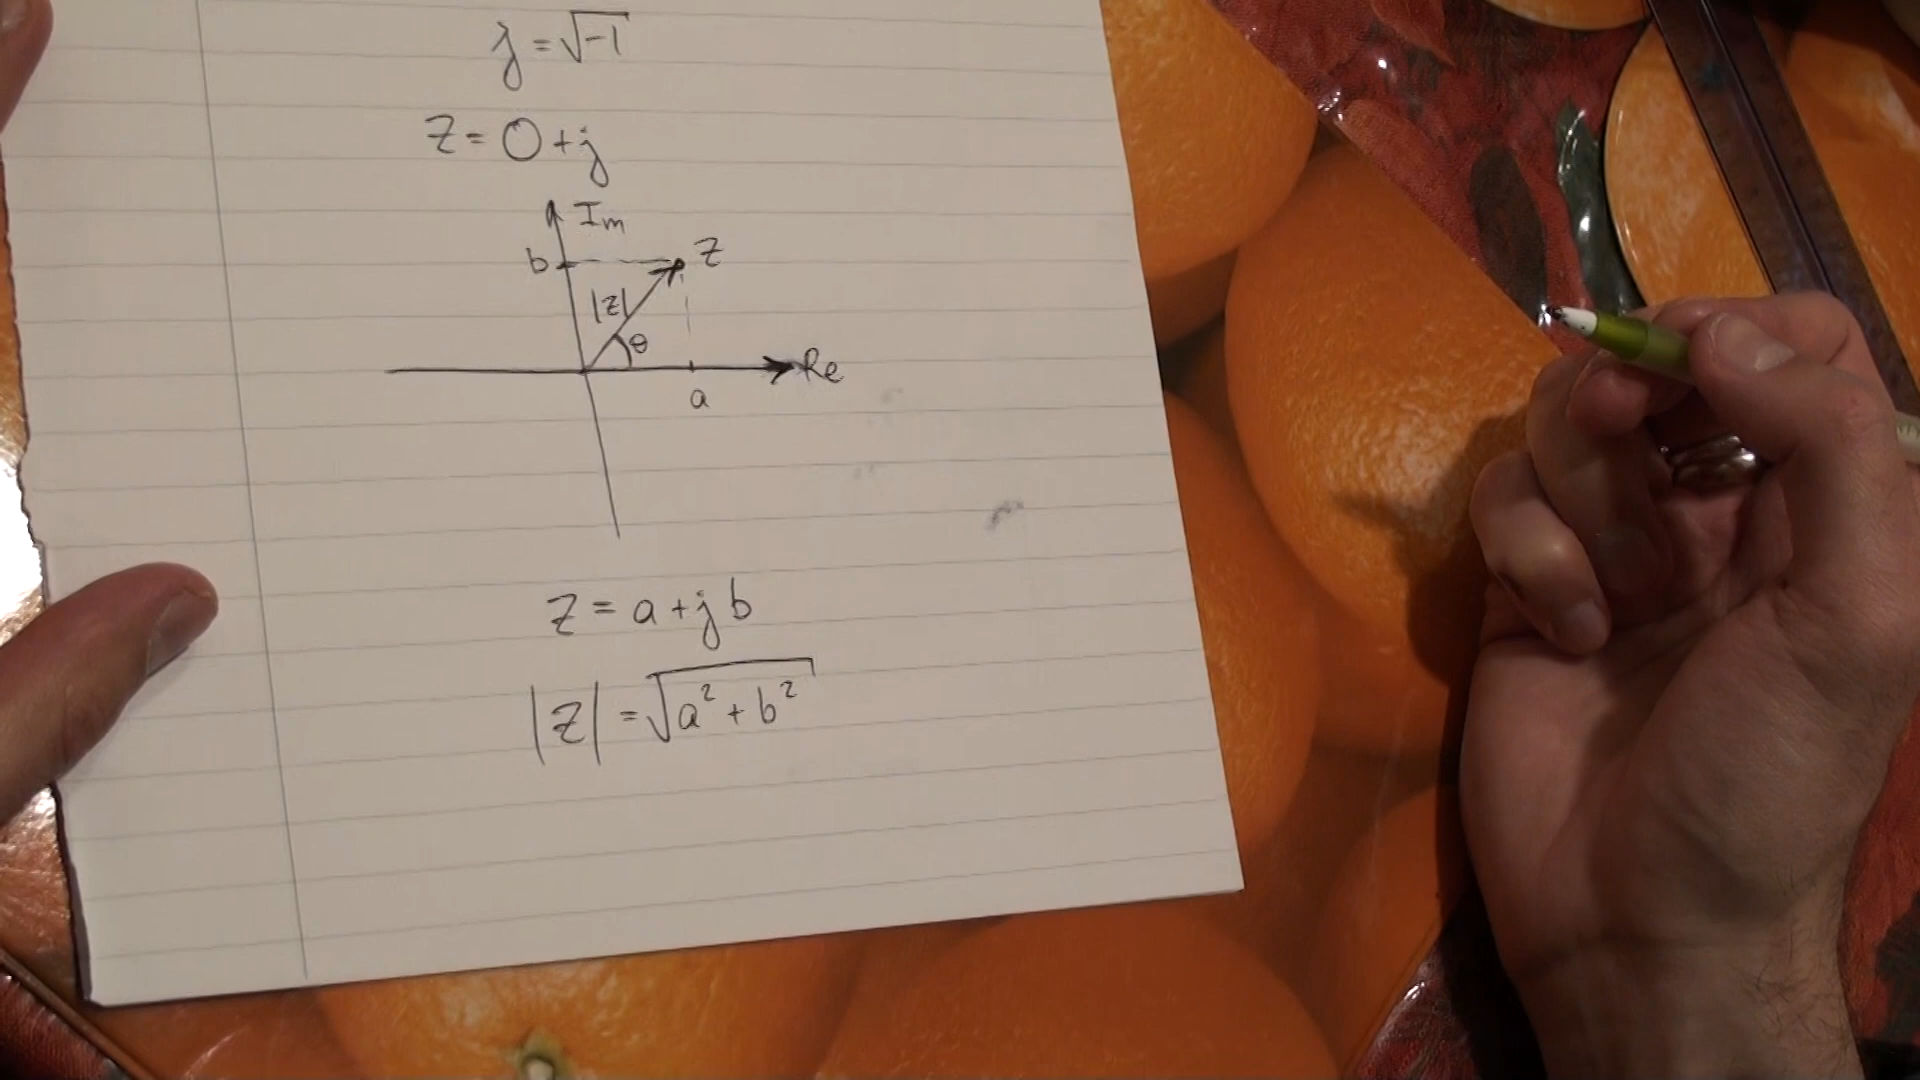 j = √-1
z = 0 + j
Im
b z
|z|
θ
Re
a
z = a + j b
|z| = √a² + b²